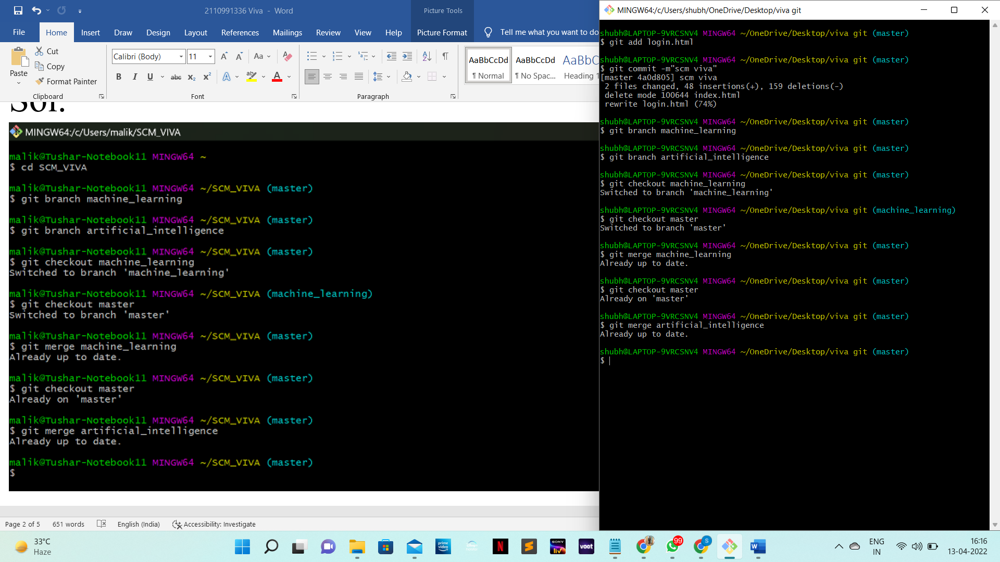 2110991336 Viva - Word
Picture Tools
File Home Insert Draw Design Layout References Mailings Review View Help Picture Format Tell me what you want to do
Paste
Cut
Copy
Format Painter
Clipboard
Calibri (Body) 11
Aa
B I U abc x₂ x² A A
Font
Paragraph
AaBbCcDd AaBbCcDd AaBbC
¶ Normal ¶ No Spac... Heading 1
Sol:
MINGW64:/c/Users/malik/SCM_VIVA
malik@Tushar-Notebook11 MINGW64 ~
$ cd SCM_VIVA
malik@Tushar-Notebook11 MINGW64 ~/SCM_VIVA (master)
$ git branch machine_learning
malik@Tushar-Notebook11 MINGW64 ~/SCM_VIVA (master)
$ git branch artificial_intelligence
malik@Tushar-Notebook11 MINGW64 ~/SCM_VIVA (master)
$ git checkout machine_learning
Switched to branch 'machine_learning'
malik@Tushar-Notebook11 MINGW64 ~/SCM_VIVA (machine_learning)
$ git checkout master
Switched to branch 'master'
malik@Tushar-Notebook11 MINGW64 ~/SCM_VIVA (master)
$ git merge machine_learning
Already up to date.
malik@Tushar-Notebook11 MINGW64 ~/SCM_VIVA (master)
$ git checkout master
Already on 'master'
malik@Tushar-Notebook11 MINGW64 ~/SCM_VIVA (master)
$ git merge artificial_intelligence
Already up to date.
malik@Tushar-Notebook11 MINGW64 ~/SCM_VIVA (master)
$
Page 2 of 5 651 words English (India) Accessibility: Investigate
MINGW64:/c/Users/shubh/OneDrive/Desktop/viva git
shubh@LAPTOP-9VRCSNV4 MINGW64 ~/OneDrive/Desktop/viva git (master)
$ git add login.html
shubh@LAPTOP-9VRCSNV4 MINGW64 ~/OneDrive/Desktop/viva git (master)
$ git commit -m"scm viva"
[master 4a0d805] scm viva
2 files changed, 48 insertions(+), 159 deletions(-)
delete mode 100644 index.html
rewrite login.html (74%)
shubh@LAPTOP-9VRCSNV4 MINGW64 ~/OneDrive/Desktop/viva git (master)
$ git branch machine_learning
shubh@LAPTOP-9VRCSNV4 MINGW64 ~/OneDrive/Desktop/viva git (master)
$ git branch artificial_intelligence
shubh@LAPTOP-9VRCSNV4 MINGW64 ~/OneDrive/Desktop/viva git (master)
$ git checkout machine_learning
Switched to branch 'machine_learning'
shubh@LAPTOP-9VRCSNV4 MINGW64 ~/OneDrive/Desktop/viva git (machine_learning)
$ git checkout master
Switched to branch 'master'
shubh@LAPTOP-9VRCSNV4 MINGW64 ~/OneDrive/Desktop/viva git (master)
$ git merge machine_learning
Already up to date.
shubh@LAPTOP-9VRCSNV4 MINGW64 ~/OneDrive/Desktop/viva git (master)
$ git checkout master
Already on 'master'
shubh@LAPTOP-9VRCSNV4 MINGW64 ~/OneDrive/Desktop/viva git (master)
$ git merge artificial_intelligence
Already up to date.
shubh@LAPTOP-9VRCSNV4 MINGW64 ~/OneDrive/Desktop/viva git (master)
$
33°C
Haze
prime video
N
S
SONY liv
voot
99
S
W
ENG
IN
16:16
13-04-2022